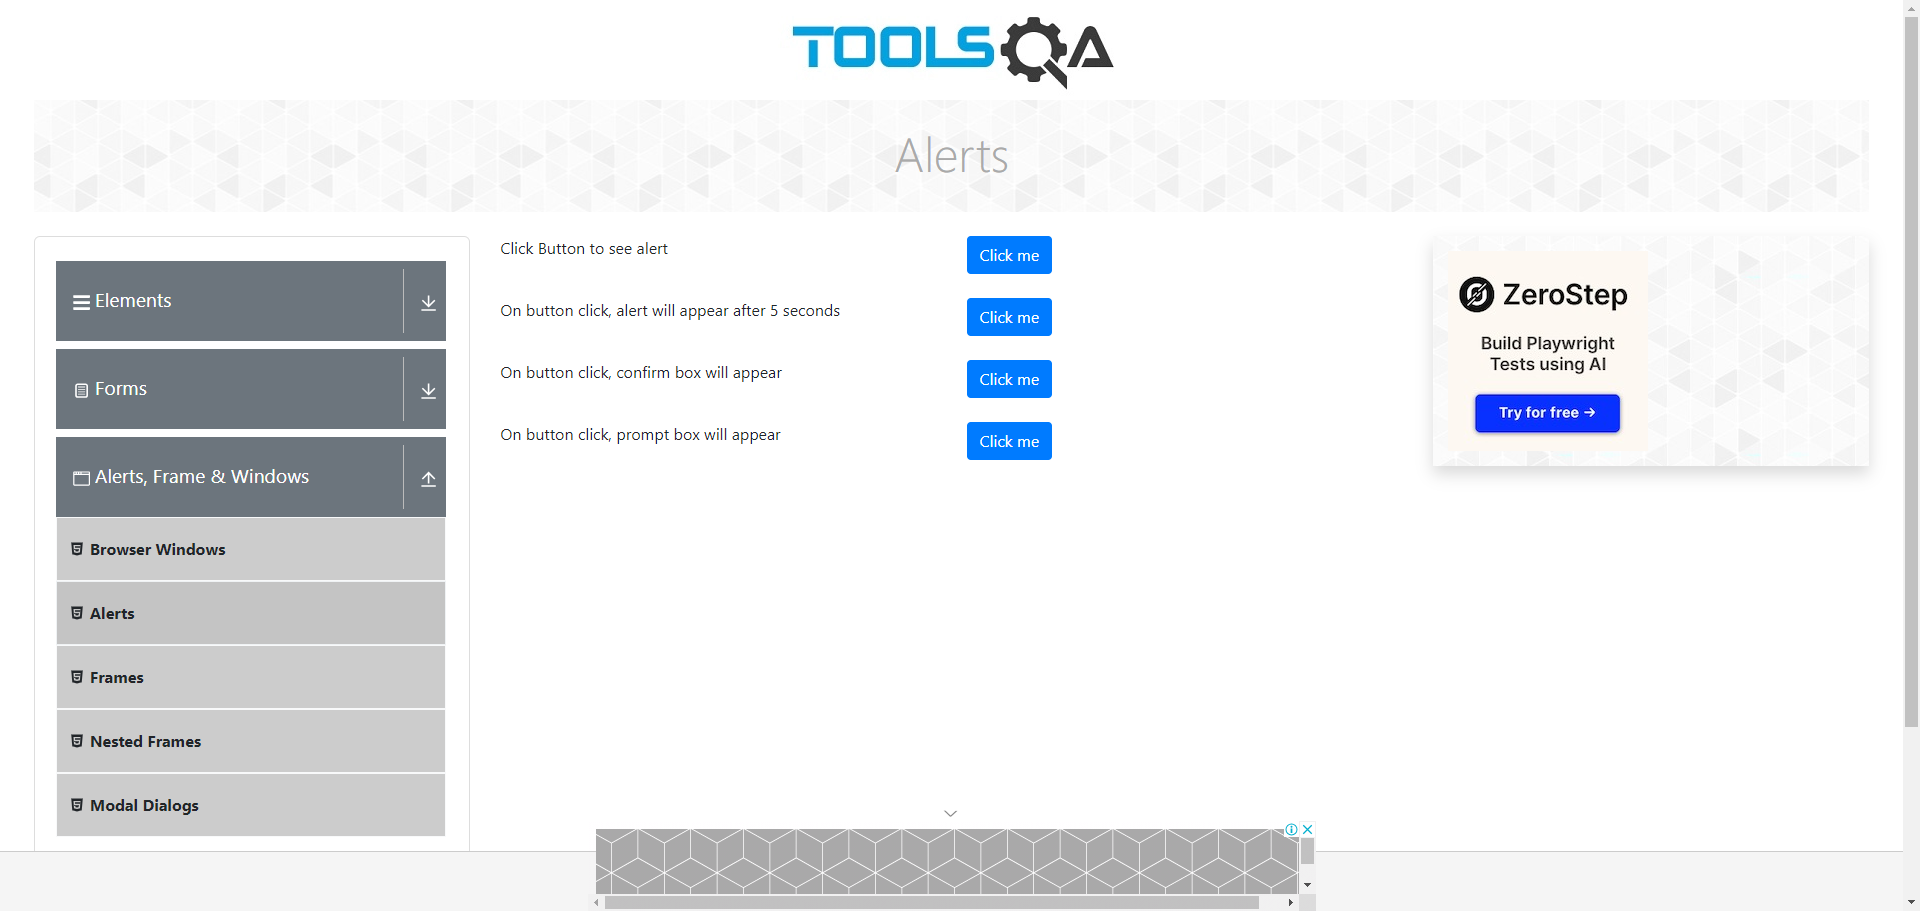 TOOLSQA
Alerts
Elements
Forms
Alerts, Frame & Windows
Browser Windows
Alerts
Frames
Nested Frames
Modal Dialogs
Click Button to see alert
Click me
On button click, alert will appear after 5 seconds
Click me
On button click, confirm box will appear
Click me
On button click, prompt box will appear
Click me
ZeroStep
Build Playwright
Tests using AI
Try for free →